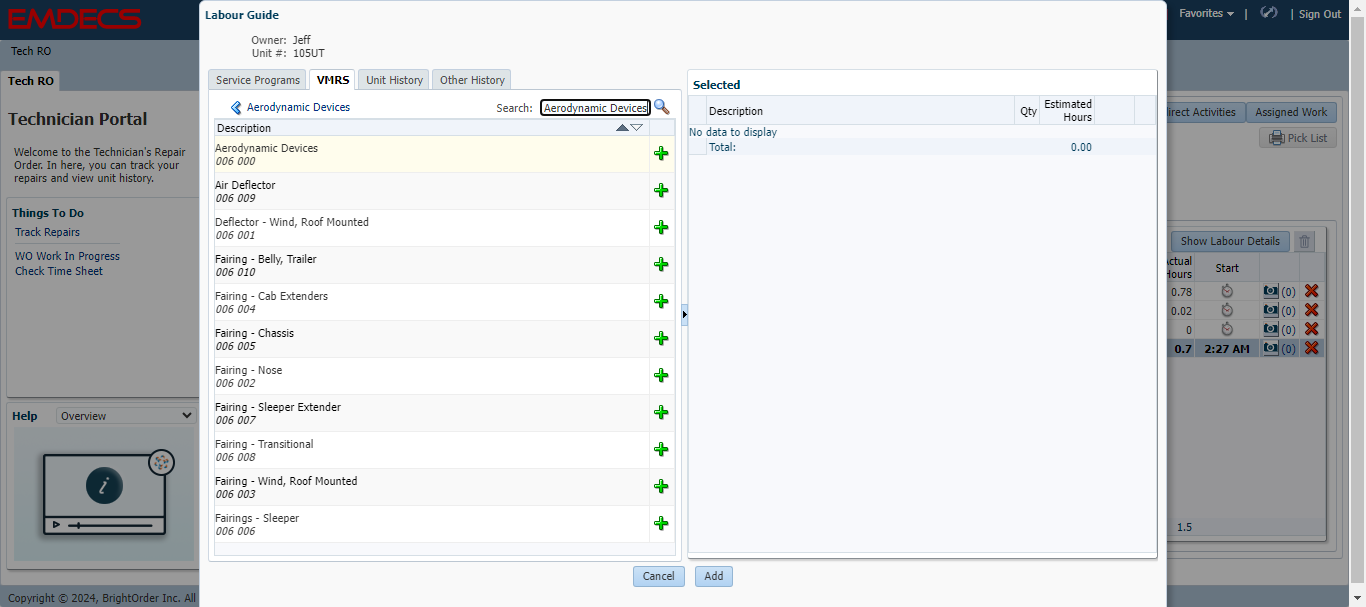 EMDECS
Favorites
|
| Sign Out
Tech RO
Tech RO
Technician Portal
Welcome to the Technician's Repair
Order. In here, you can track your
repairs and view unit history.
Things To Do
Track Repairs
WO Work In Progress
Check Time Sheet
Help
Overview
i
Copyright © 2024, BrightOrder Inc. All
Labour Guide
Owner: Jeff
Unit #: 105UT
Service Programs
VMRS
Unit History
Other History
Aerodynamic Devices
Search: Aerodynamic Devices
Description
Aerodynamic Devices
006 000
Air Deflector
006 009
Deflector - Wind, Roof Mounted
006 001
Fairing - Belly, Trailer
006 010
Fairing - Cab Extenders
006 004
Fairing - Chassis
006 005
Fairing - Nose
006 002
Fairing - Sleeper Extender
006 007
Fairing - Transitional
006 008
Fairing - Wind, Roof Mounted
006 003
Fairings - Sleeper
006 006
Selected
Description Qty Estimated
Hours
No data to display
Total: 0.00
Cancel
Add
irect Activities
Assigned Work
Pick List
Show Labour Details
ctual
Hours
Start
0.78 (0)
0.02 (0)
0 (0)
0.7 2:27 AM (0)
1.5